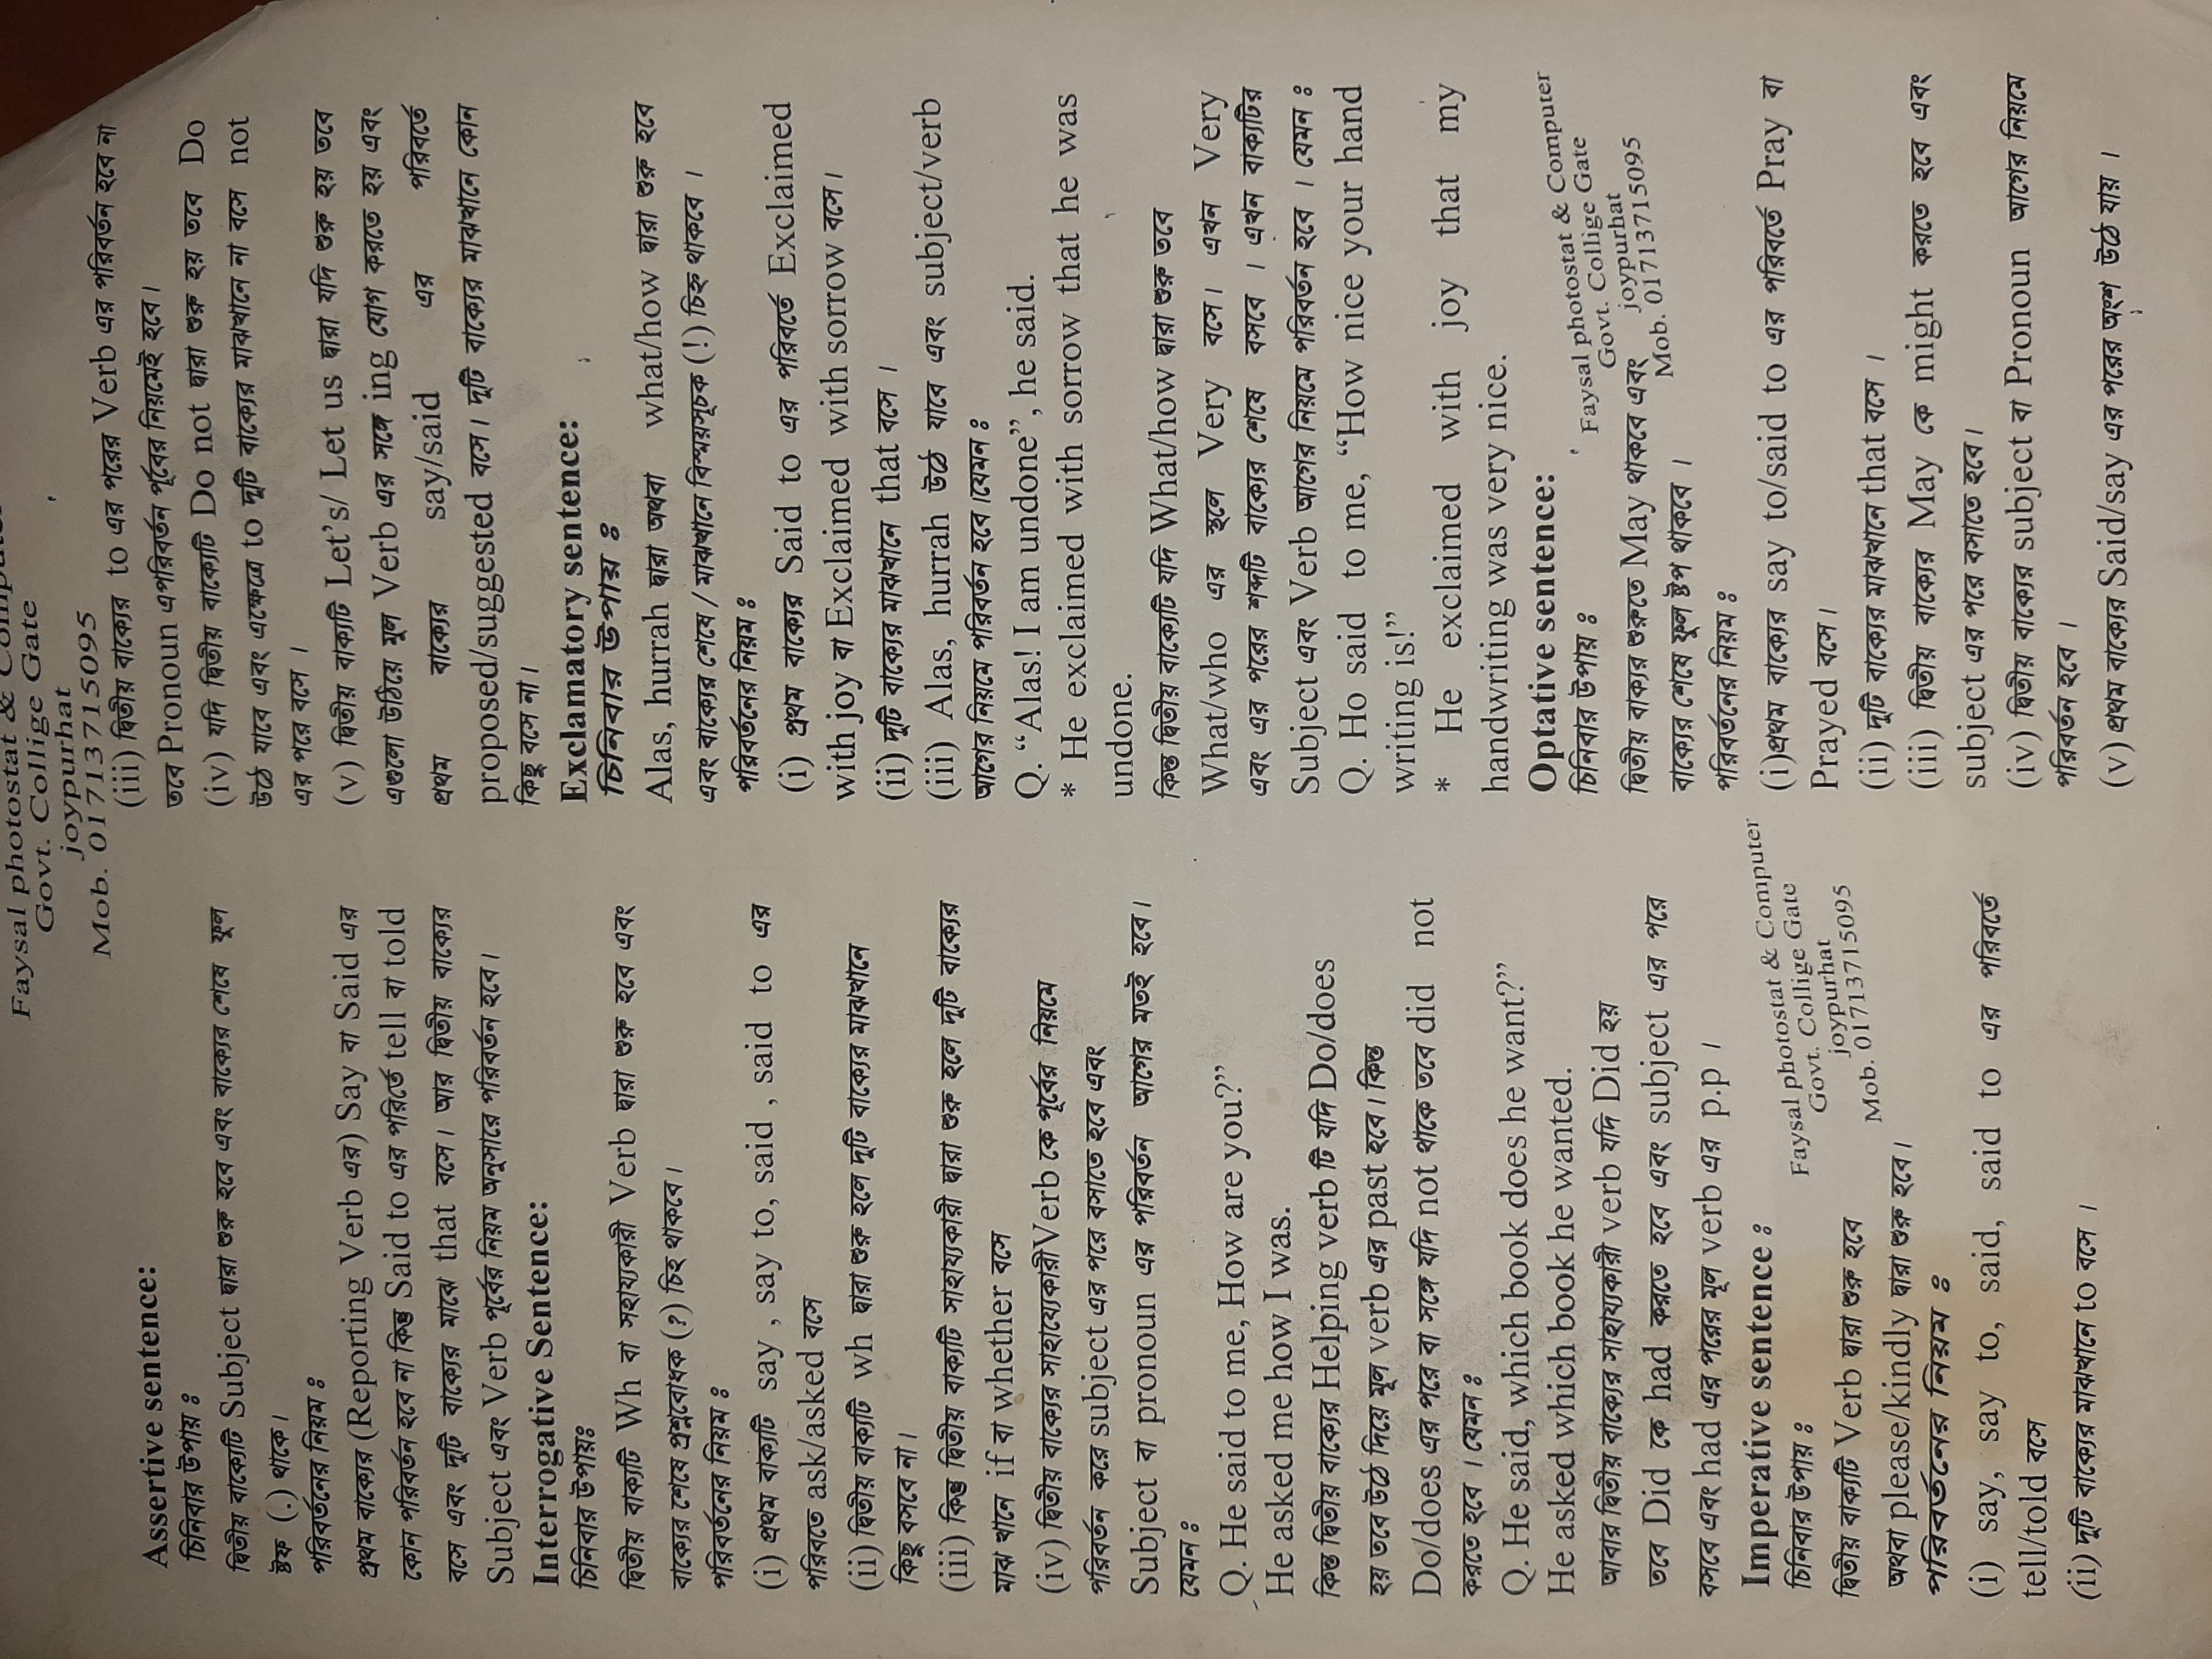 Faysal photostat & Computer
Govt. Collige Gate
joypurhat
Mob. 01713715095
Assertive sentence:
চিনিবার উপায় ঃ
দ্বিতীয় বাক্যেটি Subject দ্বারা শুরু হবে এবং বাক্যের শেষে ফুল
ষ্টফ (.) থাকে।
পরিবর্তনের নিয়ম ঃ
প্রথম বাক্যের (Reporting Verb এর) Say বা Said এর
কোন পরিবর্তন হবে না কিন্তু Said to এর পরির্তে tell বা told
বসে এবং দুটি বাক্যের মাঝে that বসে। আর দ্বিতীয় বাক্যের
Subject এবং Verb পূর্বের নিয়ম অনুসারে পরিবর্তন হবে।
Interrogative Sentence:
চিনিবার উপায়ঃ
দ্বিতীয় বাক্যটি Wh বা সহায্যকারী Verb দ্বারা শুরু হবে এবং
বাক্যের শেষে প্রশ্নবোধক (?) চিহ থাকবে।
পরিবর্তনের নিয়ম ঃ
(i) প্রথম বাক্যটি say , say to, said , said to এর
পরিবতে ask/asked বসে
(ii) দ্বিতীয় বাক্যটি wh দ্বারা শুরু হলে দুটি বাক্যের মাঝখানে
কিছু বসবে না।
(iii) কিন্তু দ্বিতীয় বাক্যটি সাহায্যকারী দ্বারা শুরু হলে দুটি বাক্যের
মাঝ খানে if বা whether বসে
(iv) দ্বিতীয় বাক্যের সাহায্যেকারীVerb কে পূর্বের নিয়মে
পরিবর্তন করে subject এর পরে বসাতে হবে এবং
Subject বা pronoun এর পরিবর্তন আগের মতই হবে।
যেমন ঃ
Q. He said to me, How are you?”
He asked me how I was.
কিন্ত দ্বিতীয় বাক্যের Helping verb টি যদি Do/does
হয় তবে উঠে দিয়ে মূল verb এর past হবে। কিন্ত
Do/does এর পরে বা সঙ্গে যদি not থাকে তবে did not
করতে হবে । যেমন ঃ
Q. He said, which book does he want?”
He asked which book he wanted.
আবার দ্বিতীয় বাক্যের সাহায্যকারী verb যদি Did হয়
তবে Did কে had করতে হবে এবং subject এর পরে
বসবে এবং had এর পরের মূল verb এর p.p ।
Imperative sentence ঃ
চিনিবার উপায় ঃ
দ্বিতীয় বাক্যটি Verb দ্বারা শুরু হবে
অথবা please/kindly দ্বারা শুরু হবে।
Faysal photostat & Computer
Govt. Collige Gate
joypurhat
Mob. 01713715095
পরিবর্তনের নিয়ম ঃ
(i) say, say to, said, said to এর পরিবর্তে
tell/told বসে
(ii) দুটি বাক্যের মাঝখানে to বসে ।
(iii) দ্বিতীয় বাক্যের to এর পরের Verb এর পরিবর্তন হবে না
তবে Pronoun এপরিবর্তন পূর্বের নিয়মেই হবে।
(iv) যদি দ্বিতীয় বাক্যেটি Do not দ্বারা শুরু হয় তবে Do
উঠে যাবে এবং এক্ষেত্রে to দুটি বাক্যের মাঝখানে না বসে not
এর পরে বসে ।
(v) দ্বিতীয় বাক্যটি Let’s/ Let us দ্বারা যদি শুরু হয় তবে
এগুলো উঠিয়ে মুল Verb এর সঙ্গে ing যোগ করতে হয় এবং
প্রথম বাক্যের say/said এর পরিবর্তে
proposed/suggested বসে। দুটি বাক্যের মাঝখানে কোন
কিছু বসে না।
Exclamatory sentence:
চিনিবার উপায় ঃ
Alas, hurrah দ্বারা অথবা what/how দ্বারা শুরু হবে
এবং বাক্যের শেষে / মাঝখানে বিস্ময়সূচক (!) চিহ্ন থাকবে ।
পরিবর্তনের নিয়ম ঃ
(i) প্রথম বাক্যের Said to এর পরিবর্তে Exclaimed
with joy বা Exclaimed with sorrow বসে।
(ii) দুটি বাক্যের মাঝখানে that বসে ।
(iii) Alas, hurrah উঠে যাবে এবং subject/verb
আগের নিয়মে পরিবর্তন হবে।যেমন ঃ
Q. “Alas! I am undone”, he said.
* He exclaimed with sorrow that he was
undone.
কিন্ত দ্বিতীয় বাক্যেটি যদি What/how দ্বারা শুরু তবে
What/who এর স্থলে Very বসে। এখন Very
এবং এর পরের শব্দটি বাক্যের শেষে বসবে । এখন বাক্যটির
Subject এবং Verb আগের নিয়মে পরিবর্তন হবে । যেমন ঃ
Q. Ho said to me, “How nice your hand
writing is!”
* He exclaimed with joy that my
handwriting was very nice.
Optative sentence:
চিনিবার উপায় ঃ
দ্বিতীয় বাক্যর শুরুতে May থাকবে এবং
বাক্যের শেষে ফুল ষ্টপ থাকবে ।
Faysal photostat & Computer
Govt. Collige Gate
joypurhat
Mob. 01713715095
পরিবর্তনের নিয়ম ঃ
(i)প্রথম বাক্যের say to/said to এর পরিবর্তে Pray বা
Prayed বসে।
(ii) দুটি বাক্যের মাঝখানে that বসে ।
(iii) দ্বিতীয় বাক্যের May কে might করতে হবে এবং
subject এর পরে বসাতে হবে।
(iv) দ্বিতীয় বাক্যের subject বা Pronoun আগের নিয়মে
পরিবর্তন হবে ।
(v) প্রথম বাক্যের Said/say এর পরের অংশ উঠে যায় ।